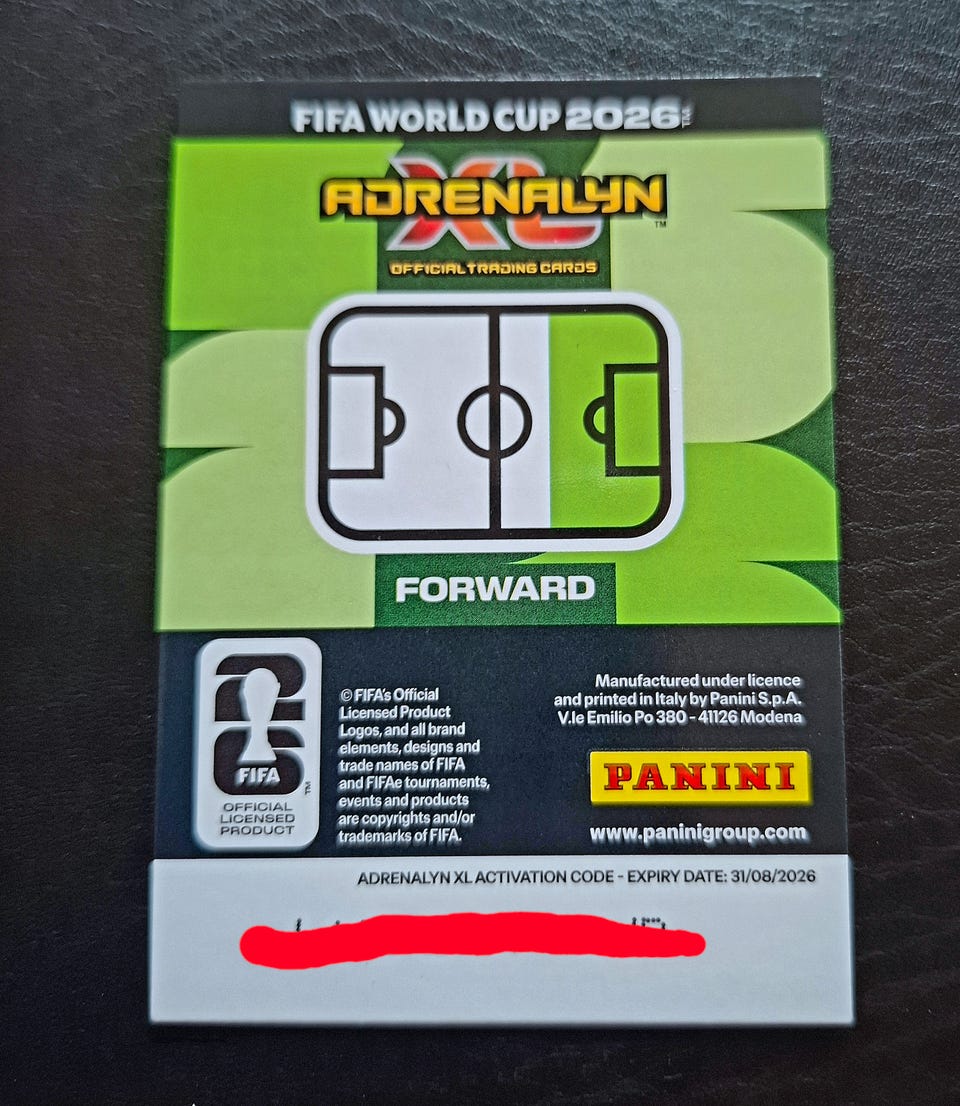 FIFA WORLD CUP 2026™
XL
ADRENALYN™
OFFICIAL TRADING CARDS
FORWARD
FIFA
™
OFFICIAL
LICENSED
PRODUCT
© FIFA's Official
Licensed Product
Logos, and all brand
elements, designs and
trade names of FIFA
and FIFAe tournaments,
events and products
are copyrights and/or
trademarks of FIFA.
Manufactured under licence
and printed in Italy by Panini S.p.A.
V.le Emilio Po 380 - 41126 Modena
PANINI
www.paninigroup.com
ADRENALYN XL ACTIVATION CODE - EXPIRY DATE: 31/08/2026